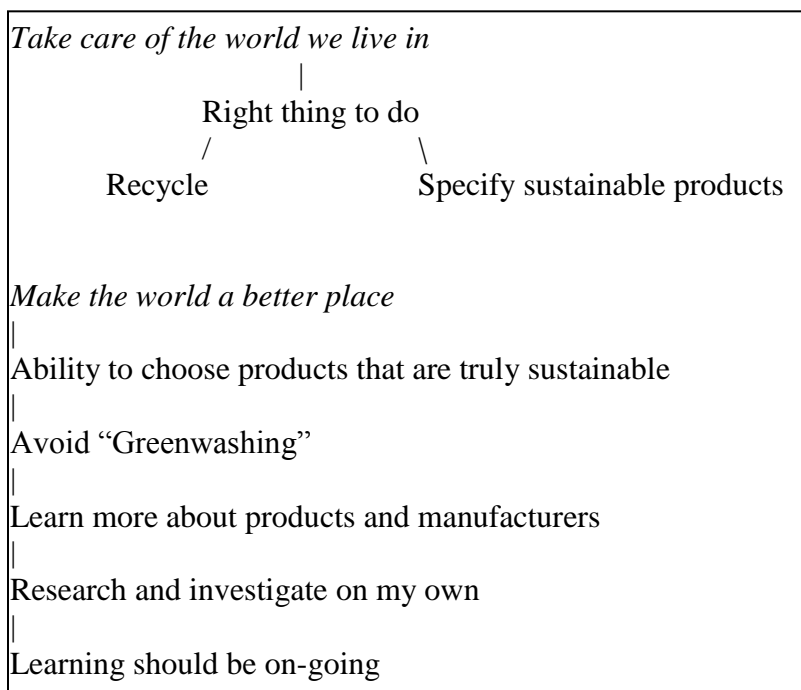 Take care of the world we live in
|
Right thing to do
/ \
Recycle Specify sustainable products
Make the world a better place
|
Ability to choose products that are truly sustainable
|
Avoid “Greenwashing”
|
Learn more about products and manufacturers
|
Research and investigate on my own
|
Learning should be on-going